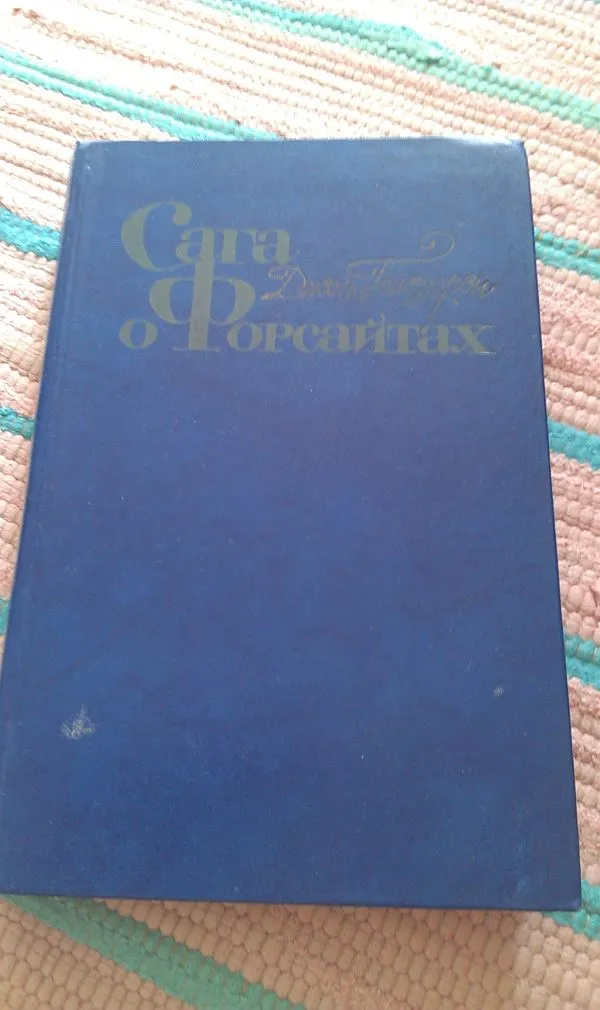 Сага
Джон Голсуорси
о Форсайтах